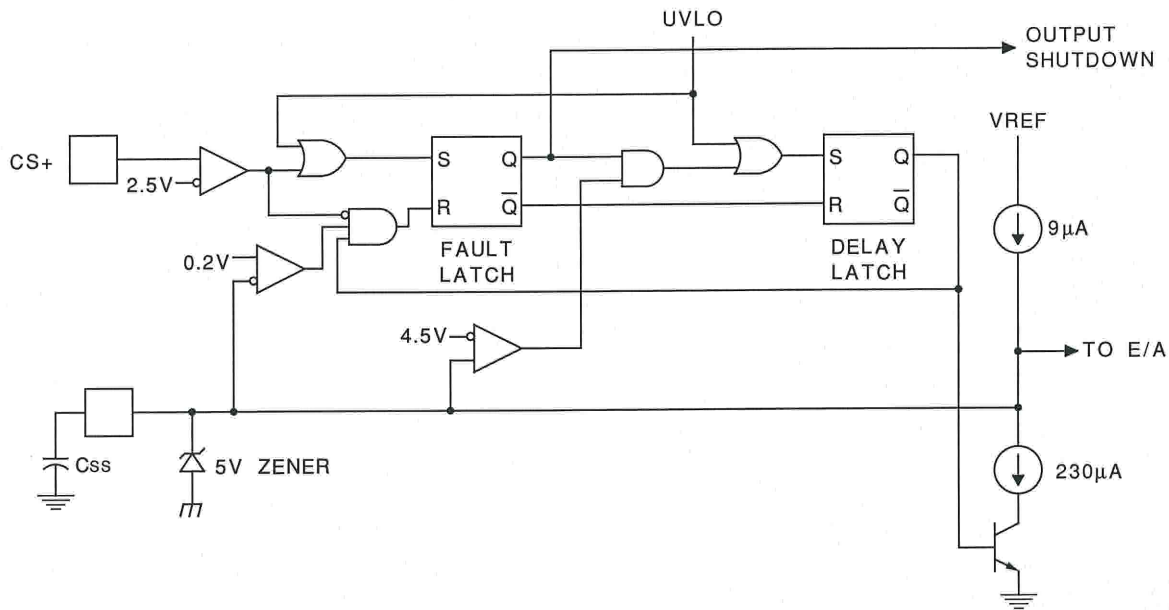 UVLO
OUTPUT
SHUTDOWN
VREF
CS+
2.5V
S Q
R Q̅
FAULT
LATCH
S Q
R Q̅
DELAY
LATCH
9µA
0.2V
4.5V
TO E/A
Css
5V ZENER
230µA